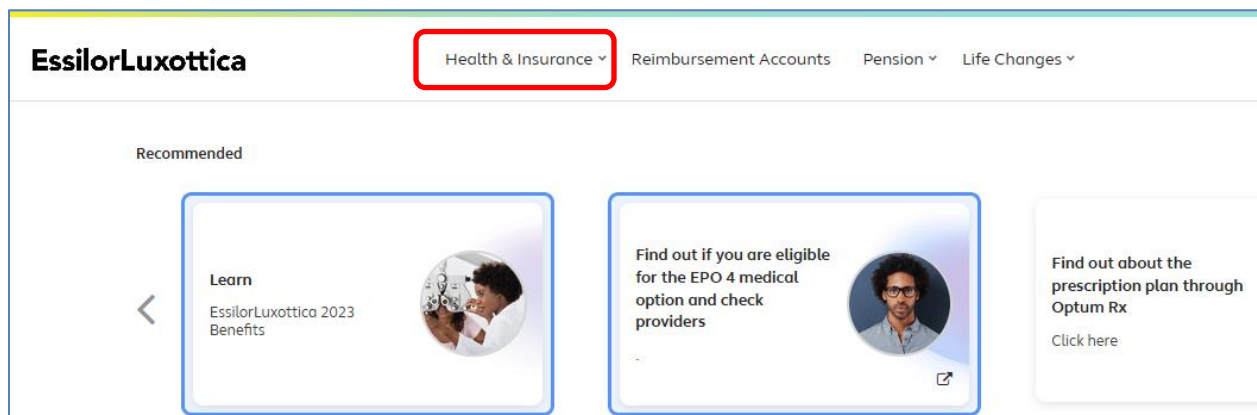 EssilorLuxottica
Health & Insurance Reimbursement Accounts Pension Life Changes
Recommended
Learn
EssilorLuxottica 2023
Benefits
Find out if you are eligible
for the EPO 4 medical
option and check
providers
.
Find out about the
prescription plan through
Optum Rx
Click here